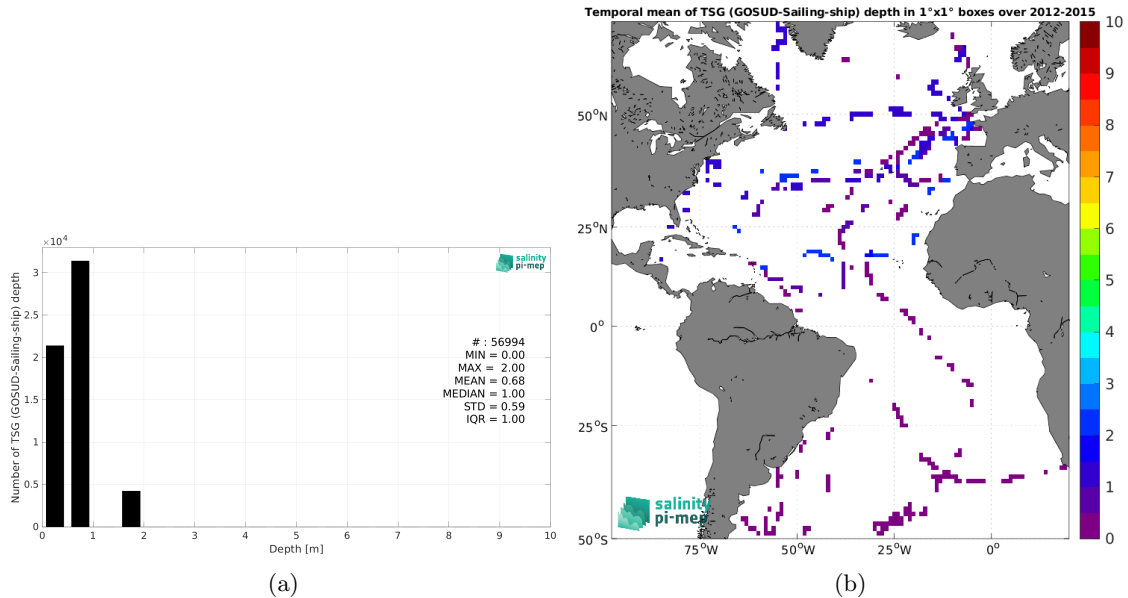 ×10⁴
3
2.5
2
1.5
1
0.5
0
Number of TSG (GOSUD-Sailing-ship) depth
salinity
pi-mep
# : 56994
MIN = 0.00
MAX = 2.00
MEAN = 0.68
MEDIAN = 1.00
STD = 0.59
IQR = 1.00
0 1 2 3 4 5 6 7 8 9 10
Depth [m]
(a)
Temporal mean of TSG (GOSUD-Sailing-ship) depth in 1°x1° boxes over 2012-2015
50°N
25°N
0°
25°S
50°S
75°W 50°W 25°W 0°
salinity
pi-mep
10
9
8
7
6
5
4
3
2
1
0
(b)